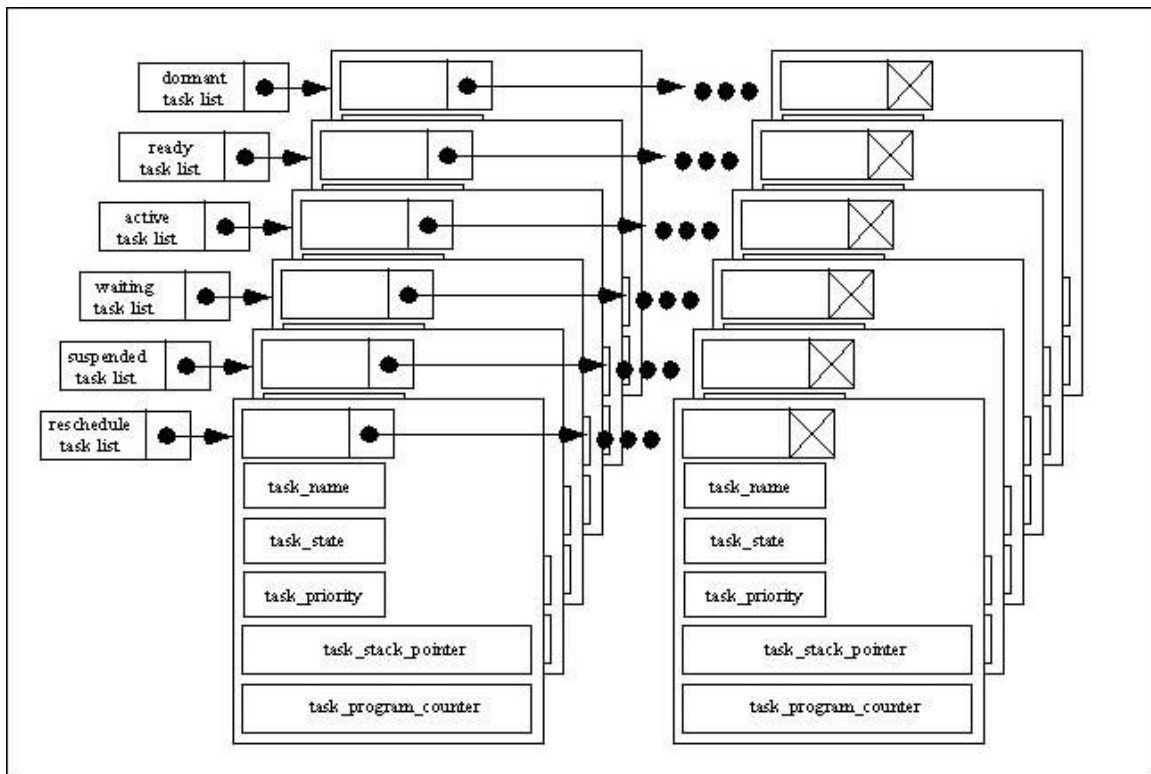 dormant
task list
ready
task list
active
task list
waiting
task list
suspended
task list
reschedule
task list
task_name
task_state
task_priority
task_stack_pointer
task_program_counter
task_name
task_state
task_priority
task_stack_pointer
task_program_counter